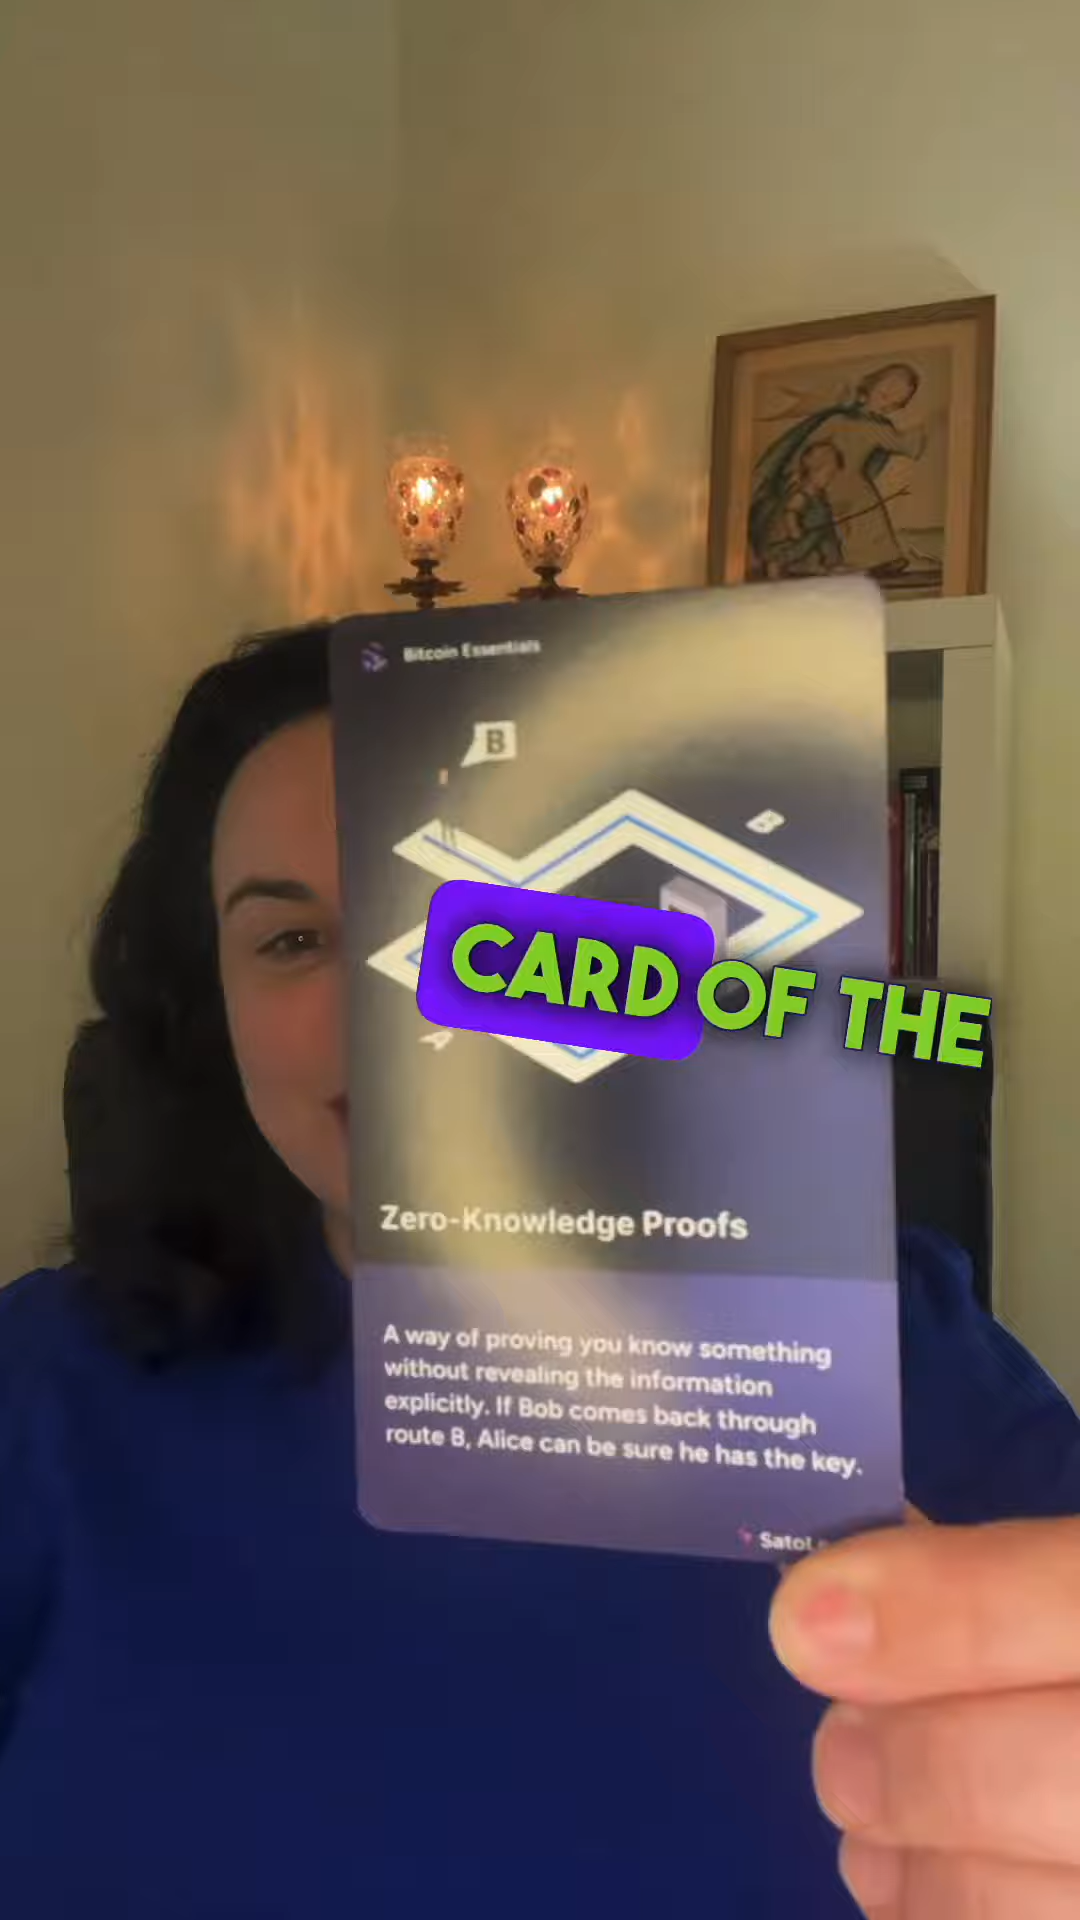 Bitcoin Essentials
B
B
CARD OF THE
A
Zero-Knowledge Proofs
A way of proving you know something
without revealing the information
explicitly. If Bob comes back through
route B, Alice can be sure he has the key.